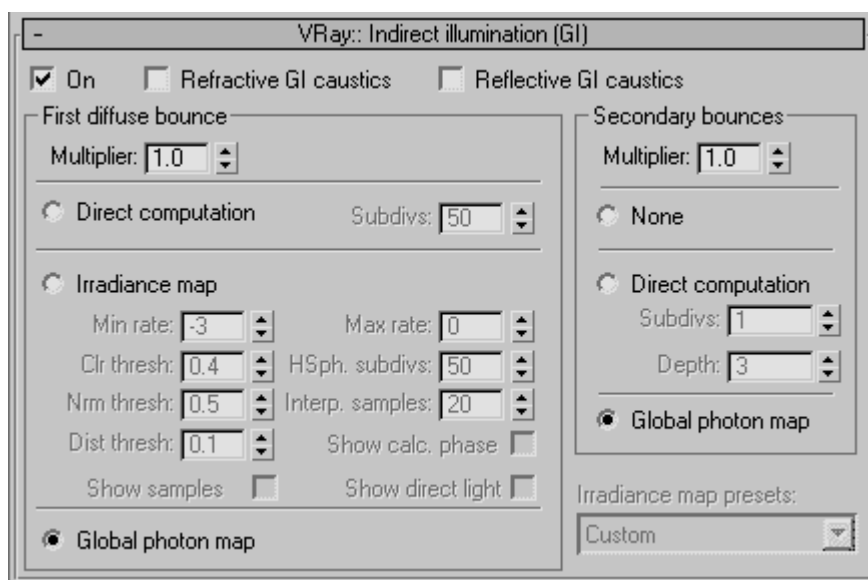 - VRay:: Indirect illumination (GI)
On Refractive GI caustics Reflective GI caustics
First diffuse bounce
Multiplier: 1.0
Direct computation Subdivs: 50
Irradiance map
Min rate: -3 Max rate: 0
Clr thresh: 0.4 HSph. subdivs: 50
Nrm thresh: 0.5 Interp. samples: 20
Dist thresh: 0.1 Show calc. phase
Show samples Show direct light
Global photon map
Secondary bounces
Multiplier: 1.0
None
Direct computation
Subdivs: 1
Depth: 3
Global photon map
Irradiance map presets:
Custom